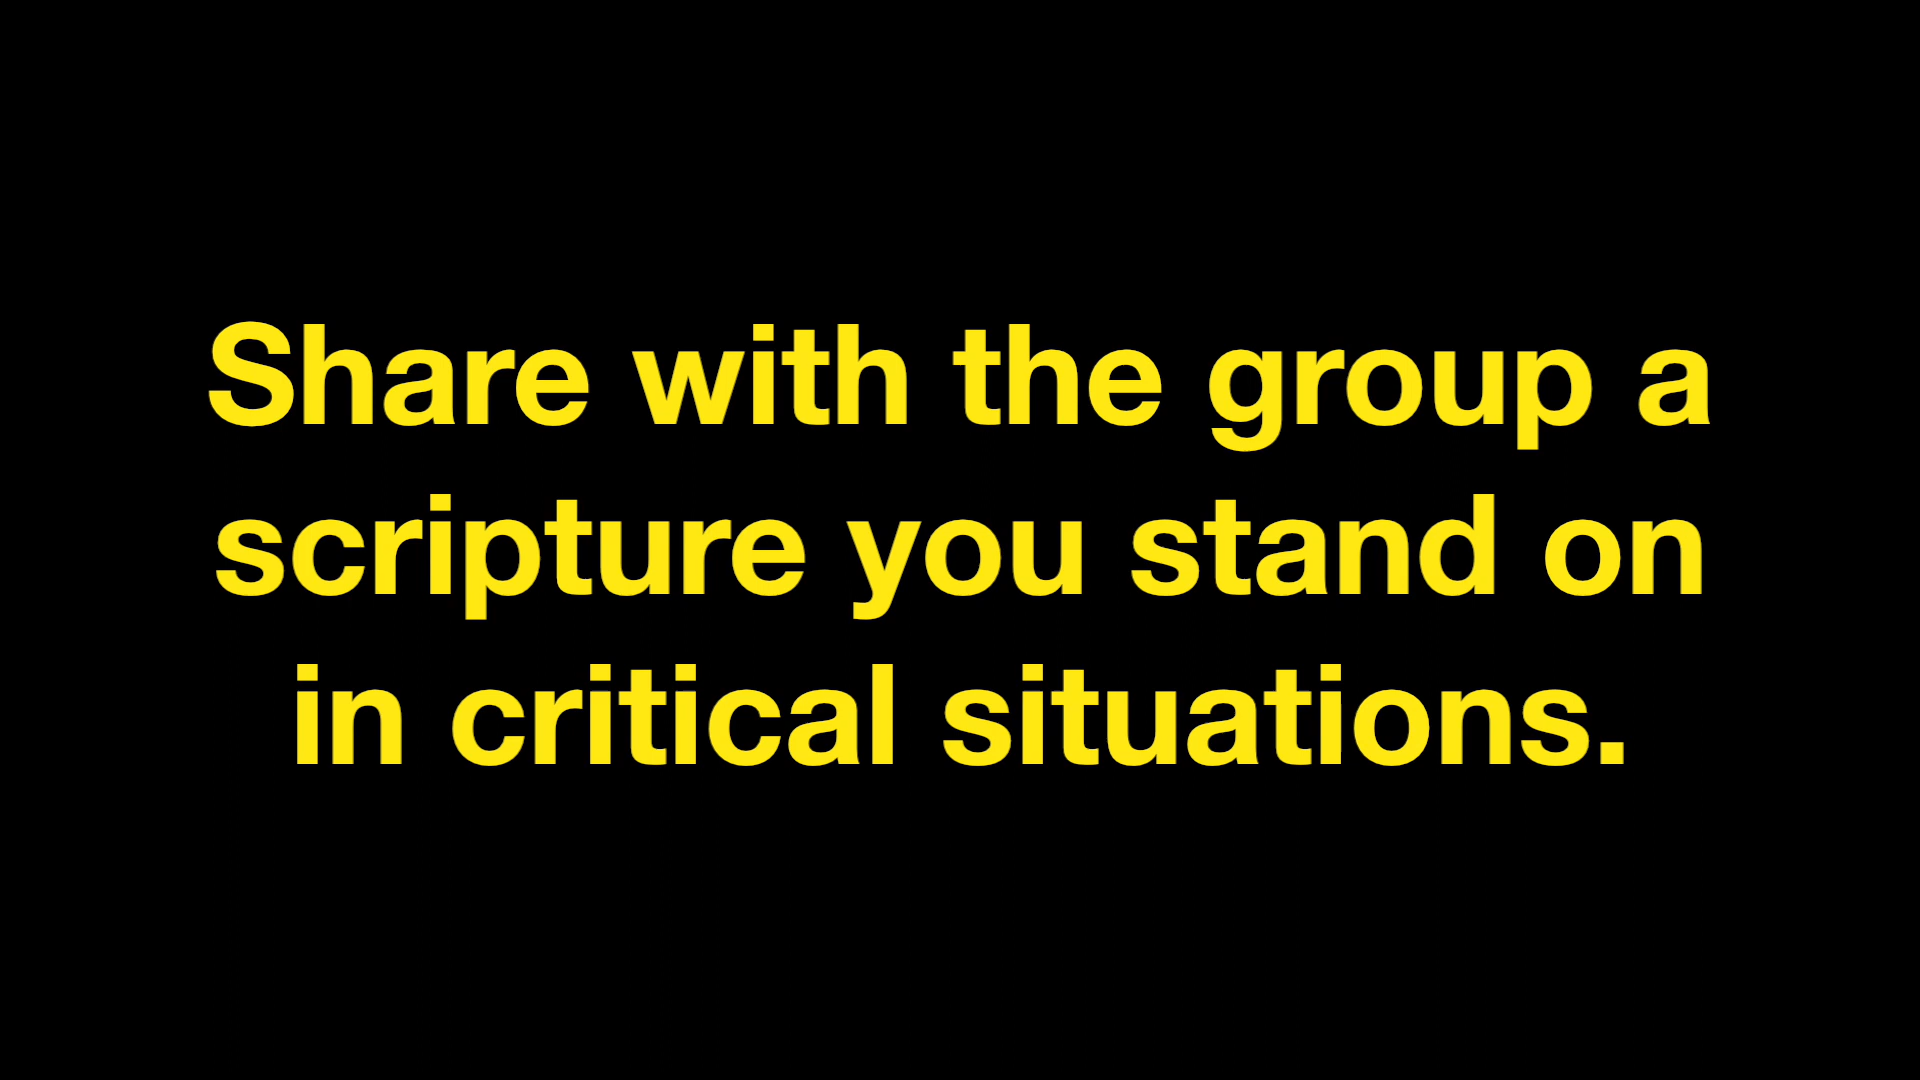 Share with the group a
scripture you stand on
in critical situations.